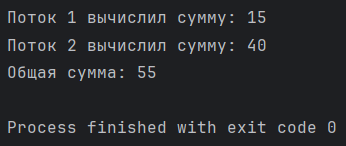 Поток 1 вычислил сумму: 15
Поток 2 вычислил сумму: 40
Общая сумма: 55
Process finished with exit code 0